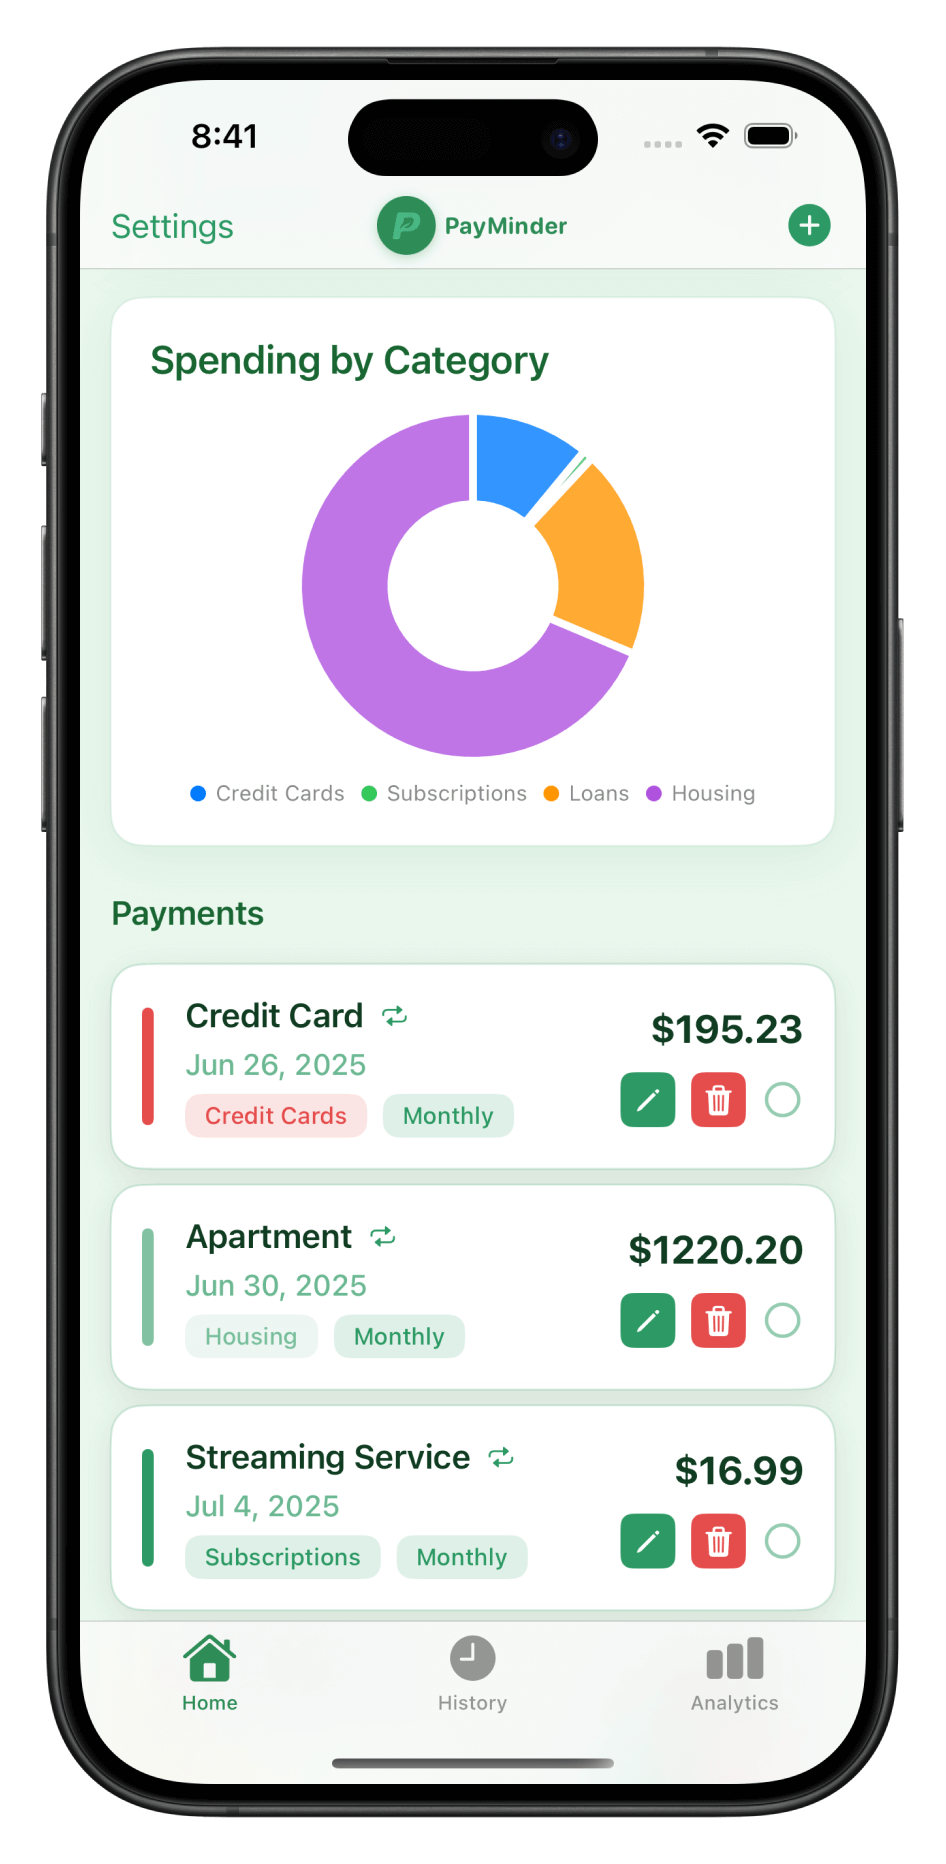 8:41
Settings
P PayMinder
Spending by Category
Credit Cards Subscriptions Loans Housing
Payments
Credit Card
$195.23
Jun 26, 2025
Credit Cards Monthly
Apartment
$1220.20
Jun 30, 2025
Housing Monthly
Streaming Service
$16.99
Jul 4, 2025
Subscriptions Monthly
Home History Analytics